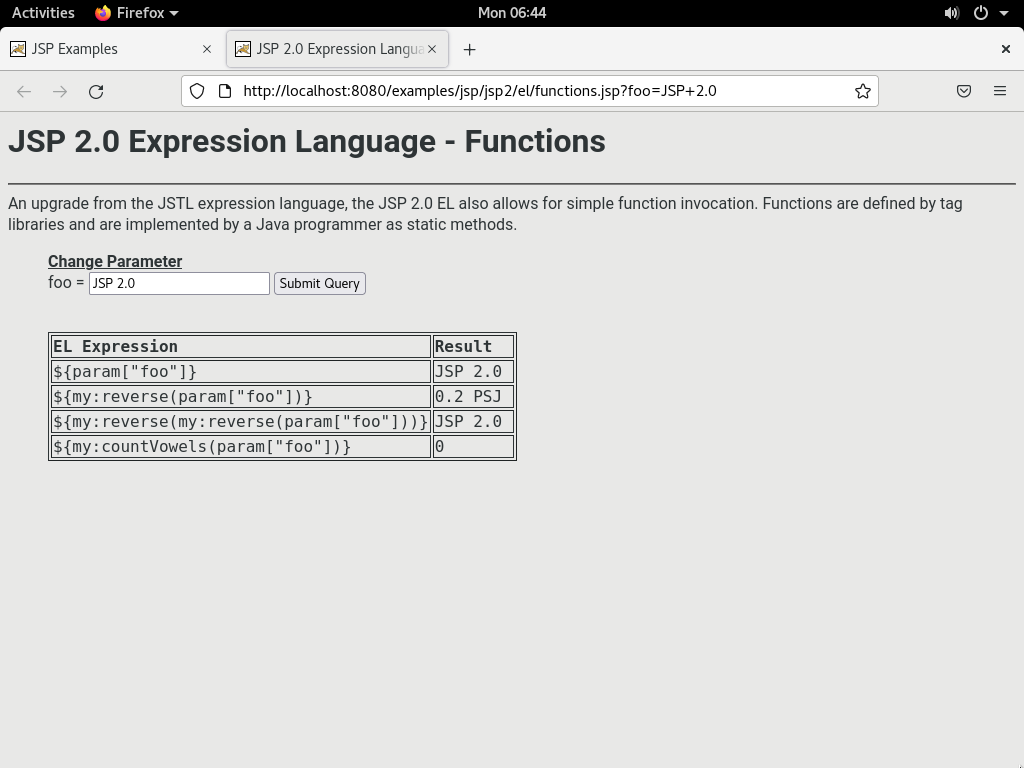 Activities Firefox Mon 06:44
JSP Examples JSP 2.0 Expression Langua
http://localhost:8080/examples/jsp/jsp2/el/functions.jsp?foo=JSP+2.0
JSP 2.0 Expression Language - Functions
An upgrade from the JSTL expression language, the JSP 2.0 EL also allows for simple function invocation. Functions are defined by tag
libraries and are implemented by a Java programmer as static methods.
Change Parameter
foo = JSP 2.0 Submit Query
EL Expression Result
${param["foo"]} JSP 2.0
${my:reverse(param["foo"])} 0.2 PSJ
${my:reverse(my:reverse(param["foo"]))} JSP 2.0
${my:countVowels(param["foo"])} 0